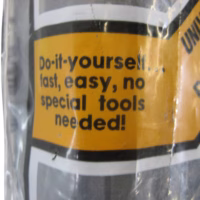 Do-it-yourself...
fast, easy, no
special tools
needed!